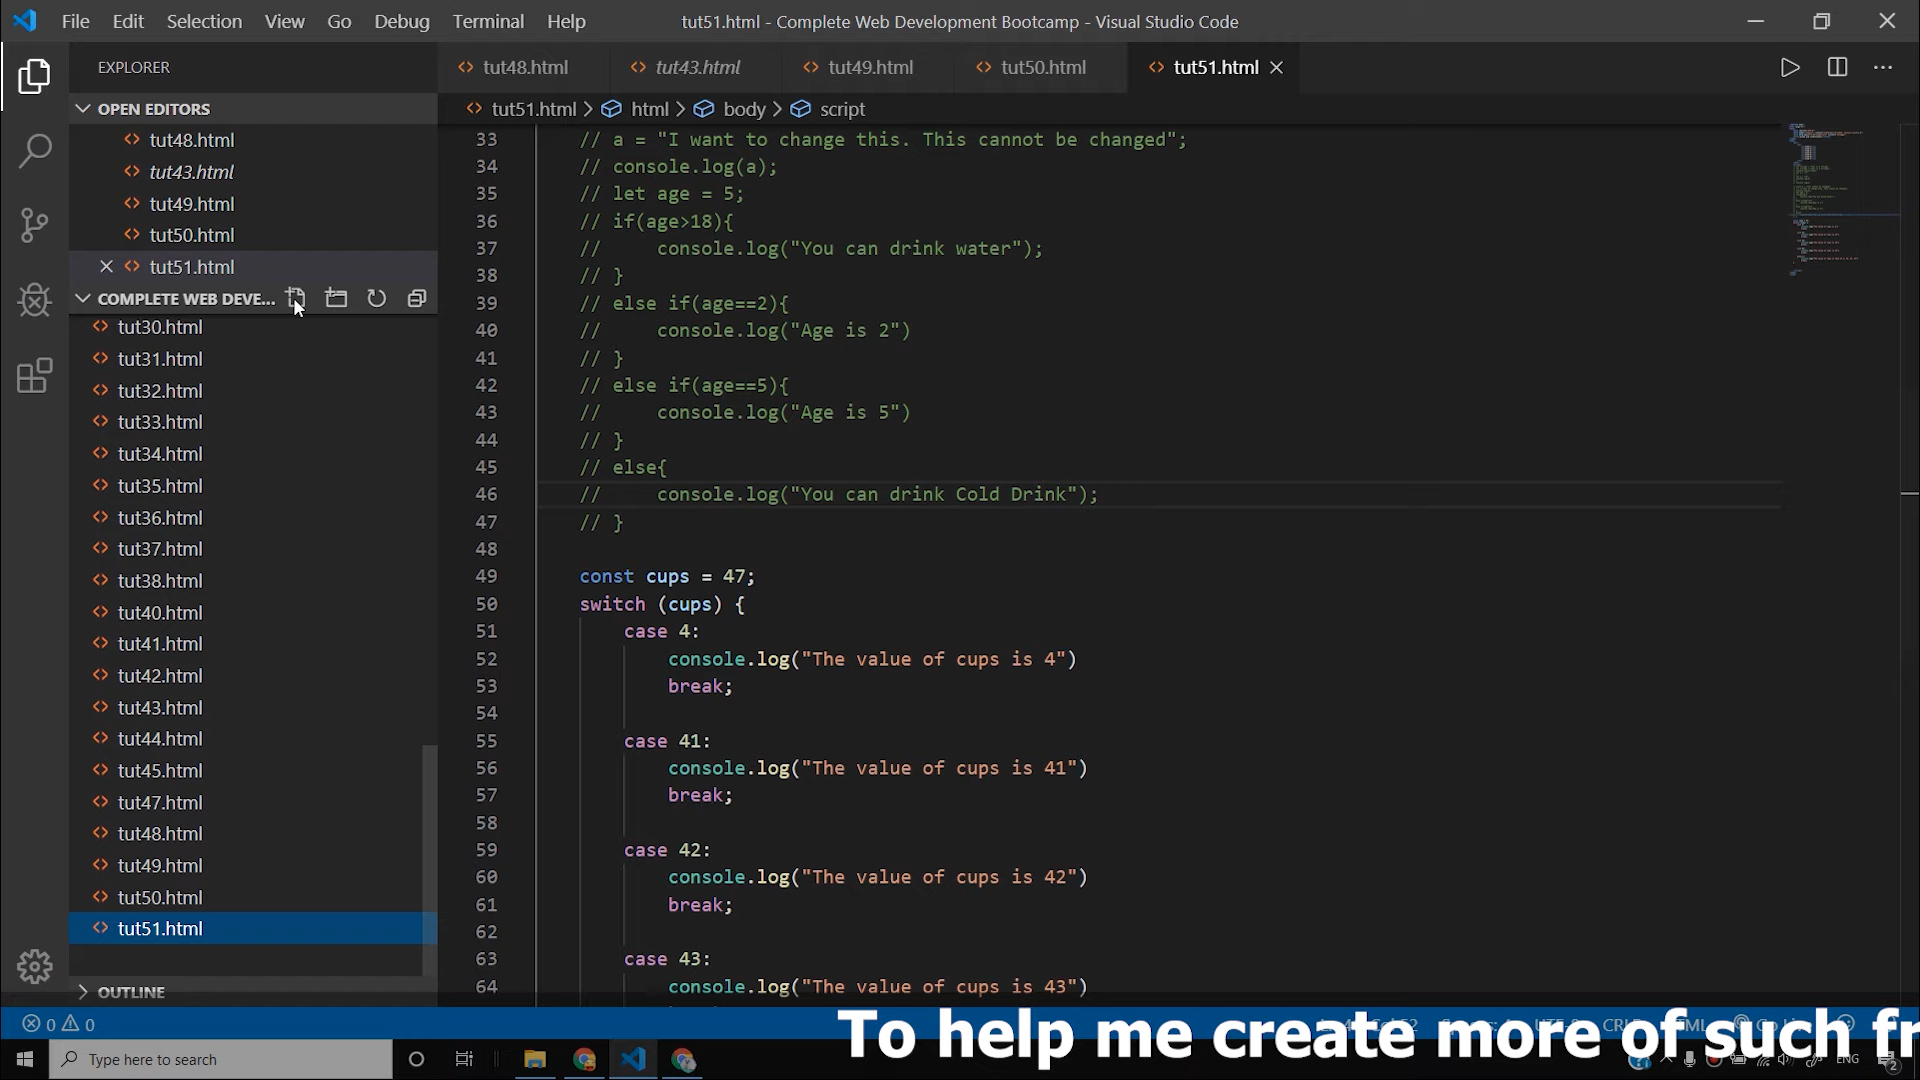 File Edit Selection View Go Debug Terminal Help tut51.html - Complete Web Development Bootcamp - Visual Studio Code
EXPLORER
OPEN EDITORS
tut48.html
tut43.html
tut49.html
tut50.html
tut51.html
COMPLETE WEB DEVE...
tut30.html
tut31.html
tut32.html
tut33.html
tut34.html
tut35.html
tut36.html
tut37.html
tut38.html
tut40.html
tut41.html
tut42.html
tut43.html
tut44.html
tut45.html
tut47.html
tut48.html
tut49.html
tut50.html
tut51.html
OUTLINE
tut48.html tut43.html tut49.html tut50.html tut51.html
tut51.html > html > body > script
33 // a = "I want to change this. This cannot be changed";
34 // console.log(a);
35 // let age = 5;
36 // if(age>18){
37 //     console.log("You can drink water");
38 // }
39 // else if(age==2){
40 //     console.log("Age is 2")
41 // }
42 // else if(age==5){
43 //     console.log("Age is 5")
44 // }
45 // else{
46 //     console.log("You can drink Cold Drink");
47 // }
48
49 const cups = 47;
50 switch (cups) {
51     case 4:
52         console.log("The value of cups is 4")
53         break;
54
55     case 41:
56         console.log("The value of cups is 41")
57         break;
58
59     case 42:
60         console.log("The value of cups is 42")
61         break;
62
63     case 43:
64         console.log("The value of cups is 43")
0 0
To help me create more of such fr
Type here to search
ENG
2